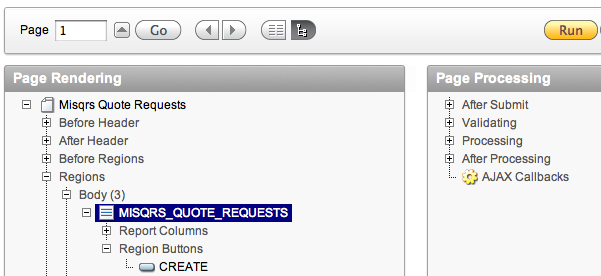 Page 1 Go Run
Page Rendering
Misqrs Quote Requests
Before Header
After Header
Before Regions
Regions
Body (3)
MISQRS_QUOTE_REQUESTS
Report Columns
Region Buttons
CREATE
Page Processing
After Submit
Validating
Processing
After Processing
AJAX Callbacks